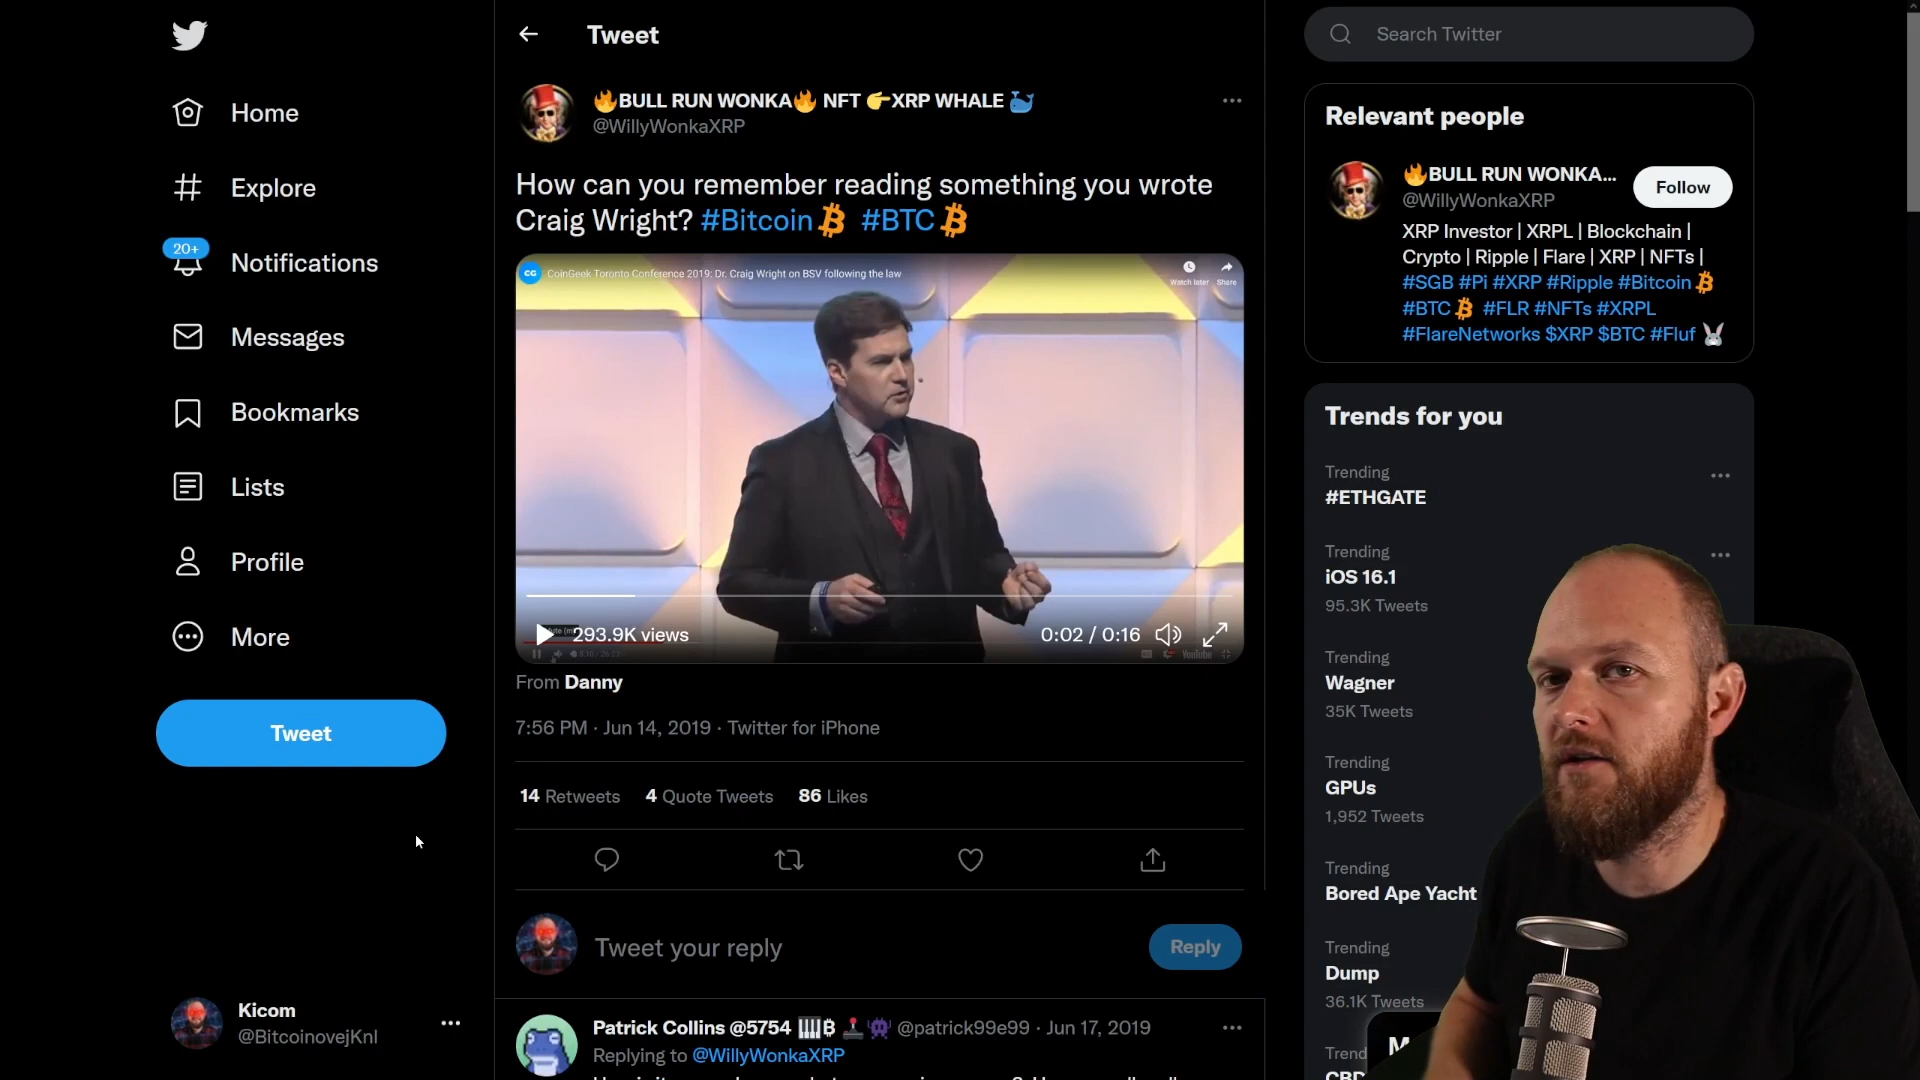 Home
Explore
20+
Notifications
Messages
Bookmarks
Lists
Profile
More
Tweet
Kicom
@BitcoinovejKnl
Tweet
🔥BULL RUN WONKA🔥 NFT 👉XRP WHALE 🐳
@WillyWonkaXRP
How can you remember reading something you wrote
Craig Wright? #Bitcoin #BTC
CG CoinGeek Toronto Conference 2019: Dr. Craig Wright on BSV following the law
Watch later Share
293.9K views
0:02 / 0:16
YouTube
From Danny
7:56 PM · Jun 14, 2019 · Twitter for iPhone
14 Retweets 4 Quote Tweets 86 Likes
Tweet your reply
Reply
Patrick Collins @5754 🎹₿🕹️👾 @patrick99e99 · Jun 17, 2019
Replying to @WillyWonkaXRP
Search Twitter
Relevant people
🔥BULL RUN WONKA...
@WillyWonkaXRP
Follow
XRP Investor | XRPL | Blockchain |
Crypto | Ripple | Flare | XRP | NFTs |
#SGB #Pi #XRP #Ripple #Bitcoin
#BTC #FLR #NFTs #XRPL
#FlareNetworks $XRP $BTC #Fluf 🐰
Trends for you
Trending
#ETHGATE
Trending
iOS 16.1
95.3K Tweets
Trending
Wagner
35K Tweets
Trending
GPUs
1,952 Tweets
Trending
Bored Ape Yacht
Trending
Dump
36.1K Tweets